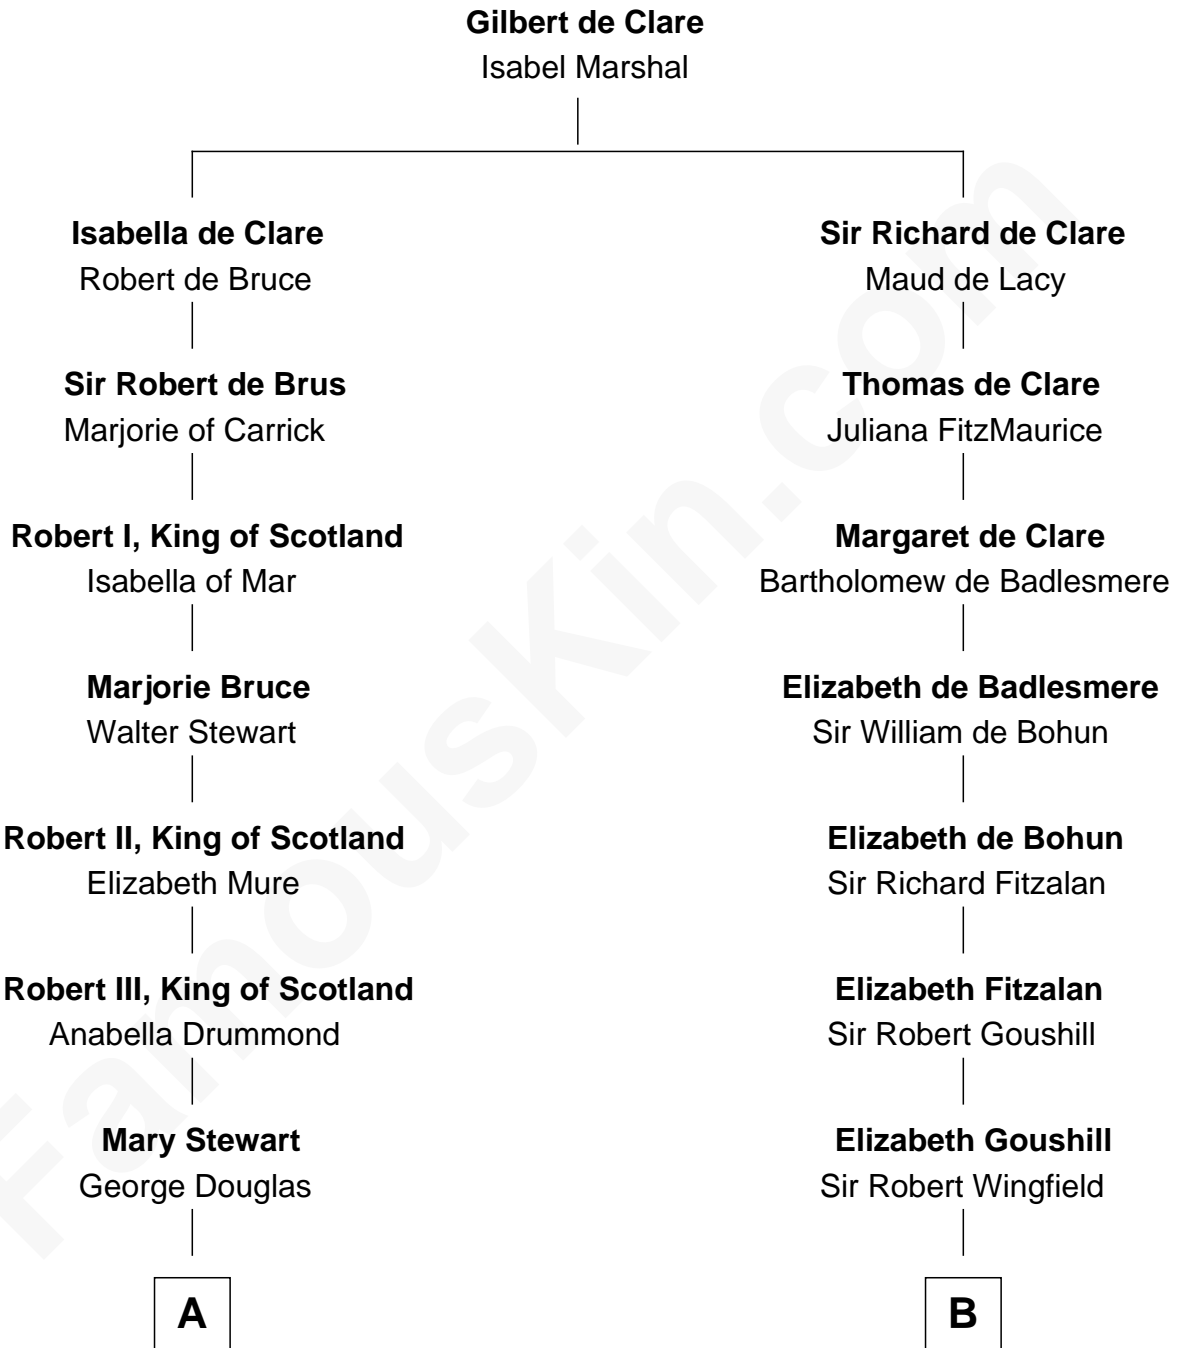 Gilbert de Clare
Isabel Marshal
Isabella de Clare
Robert de Bruce
Sir Robert de Brus
Marjorie of Carrick
Robert I, King of Scotland
Isabella of Mar
Marjorie Bruce
Walter Stewart
Robert II, King of Scotland
Elizabeth Mure
Robert III, King of Scotland
Anabella Drummond
Mary Stewart
George Douglas
A
Sir Richard de Clare
Maud de Lacy
Thomas de Clare
Juliana FitzMaurice
Margaret de Clare
Bartholomew de Badlesmere
Elizabeth de Badlesmere
Sir William de Bohun
Elizabeth de Bohun
Sir Richard Fitzalan
Elizabeth Fitzalan
Sir Robert Goushill
Elizabeth Goushill
Sir Robert Wingfield
B
FamousKin.com